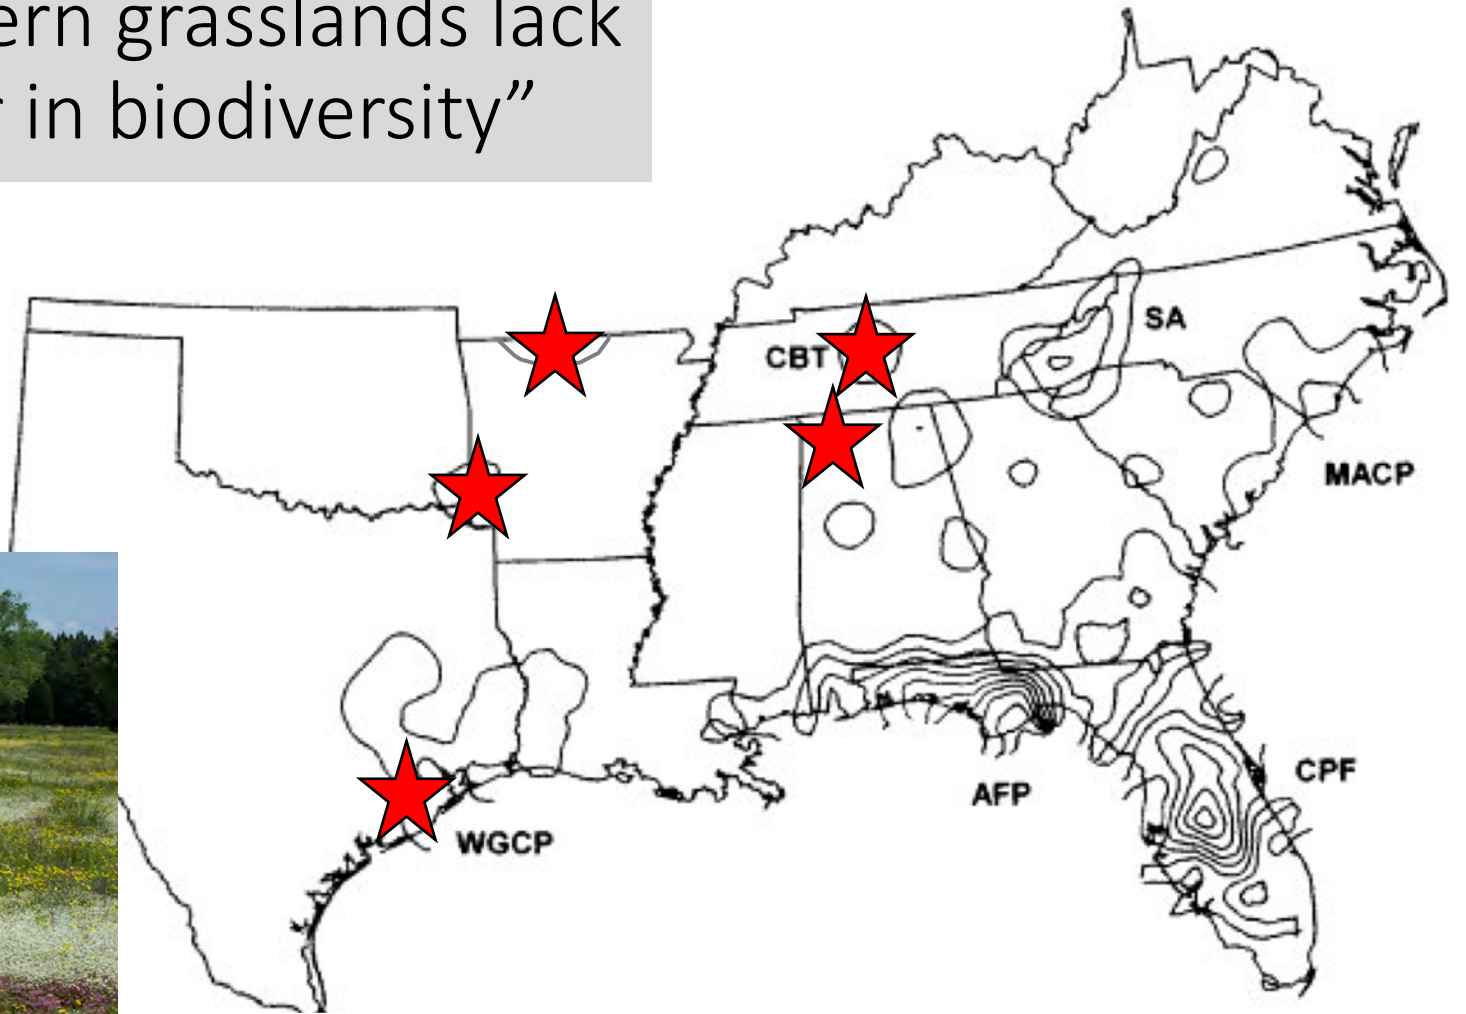 ern grasslands lack
in biodiversity”
SA
CBT
MACP
CPF
AFP
WGCP